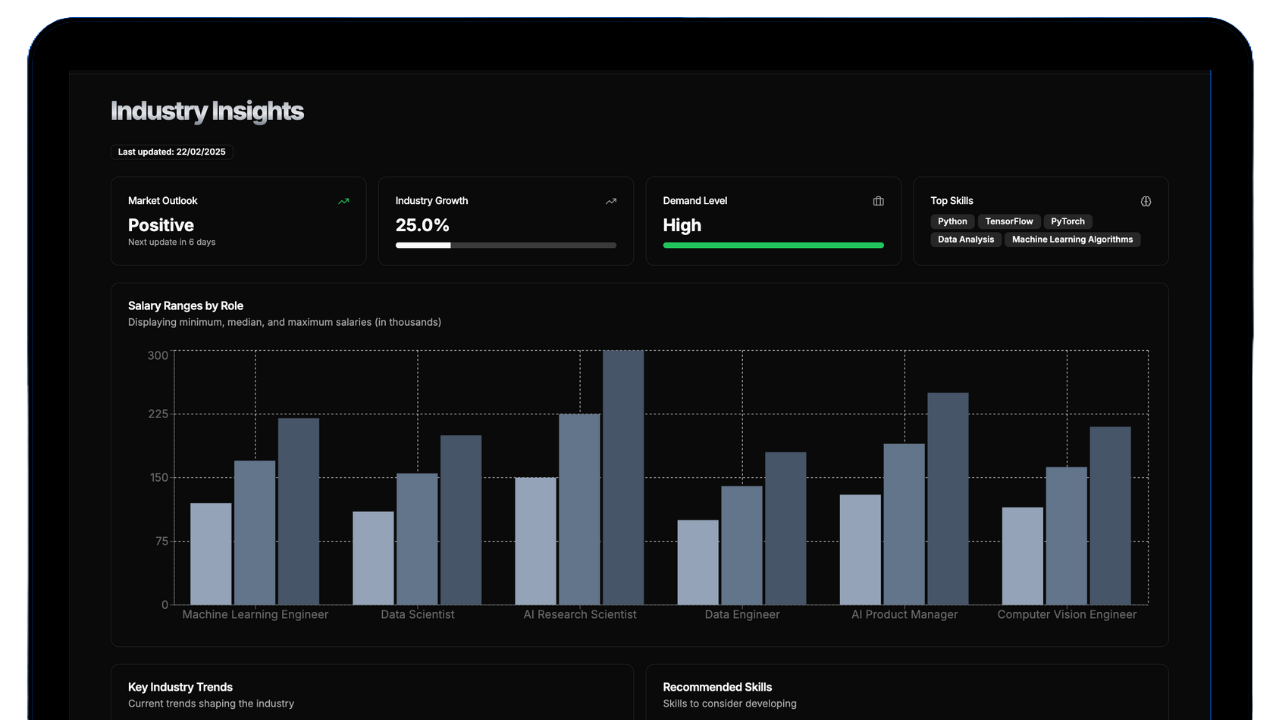 Industry Insights
Last updated: 22/02/2025
Market Outlook
Positive
Next update in 6 days
Industry Growth
25.0%
Demand Level
High
Top Skills
Python TensorFlow PyTorch
Data Analysis Machine Learning Algorithms
Salary Ranges by Role
Displaying minimum, median, and maximum salaries (in thousands)
300
225
150
75
0
Machine Learning Engineer Data Scientist AI Research Scientist Data Engineer AI Product Manager Computer Vision Engineer
Key Industry Trends
Current trends shaping the industry
Recommended Skills
Skills to consider developing